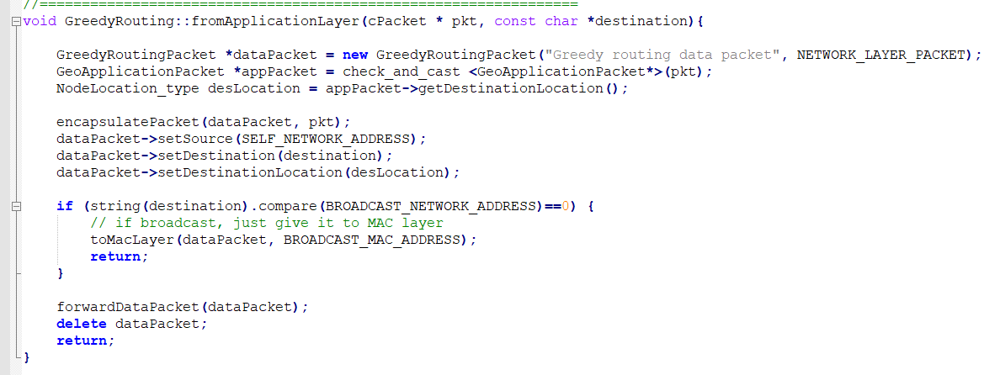 //================================================================
void GreedyRouting::fromApplicationLayer(cPacket * pkt, const char *destination){
GreedyRoutingPacket *dataPacket = new GreedyRoutingPacket("Greedy routing data packet", NETWORK_LAYER_PACKET);
GeoApplicationPacket *appPacket = check_and_cast <GeoApplicationPacket*>(pkt);
NodeLocation_type desLocation = appPacket->getDestinationLocation();
encapsulatePacket(dataPacket, pkt);
dataPacket->setSource(SELF_NETWORK_ADDRESS);
dataPacket->setDestination(destination);
dataPacket->setDestinationLocation(desLocation);
if (string(destination).compare(BROADCAST_NETWORK_ADDRESS)==0) {
// if broadcast, just give it to MAC layer
toMacLayer(dataPacket, BROADCAST_MAC_ADDRESS);
return;
}
forwardDataPacket(dataPacket);
delete dataPacket;
return;
}